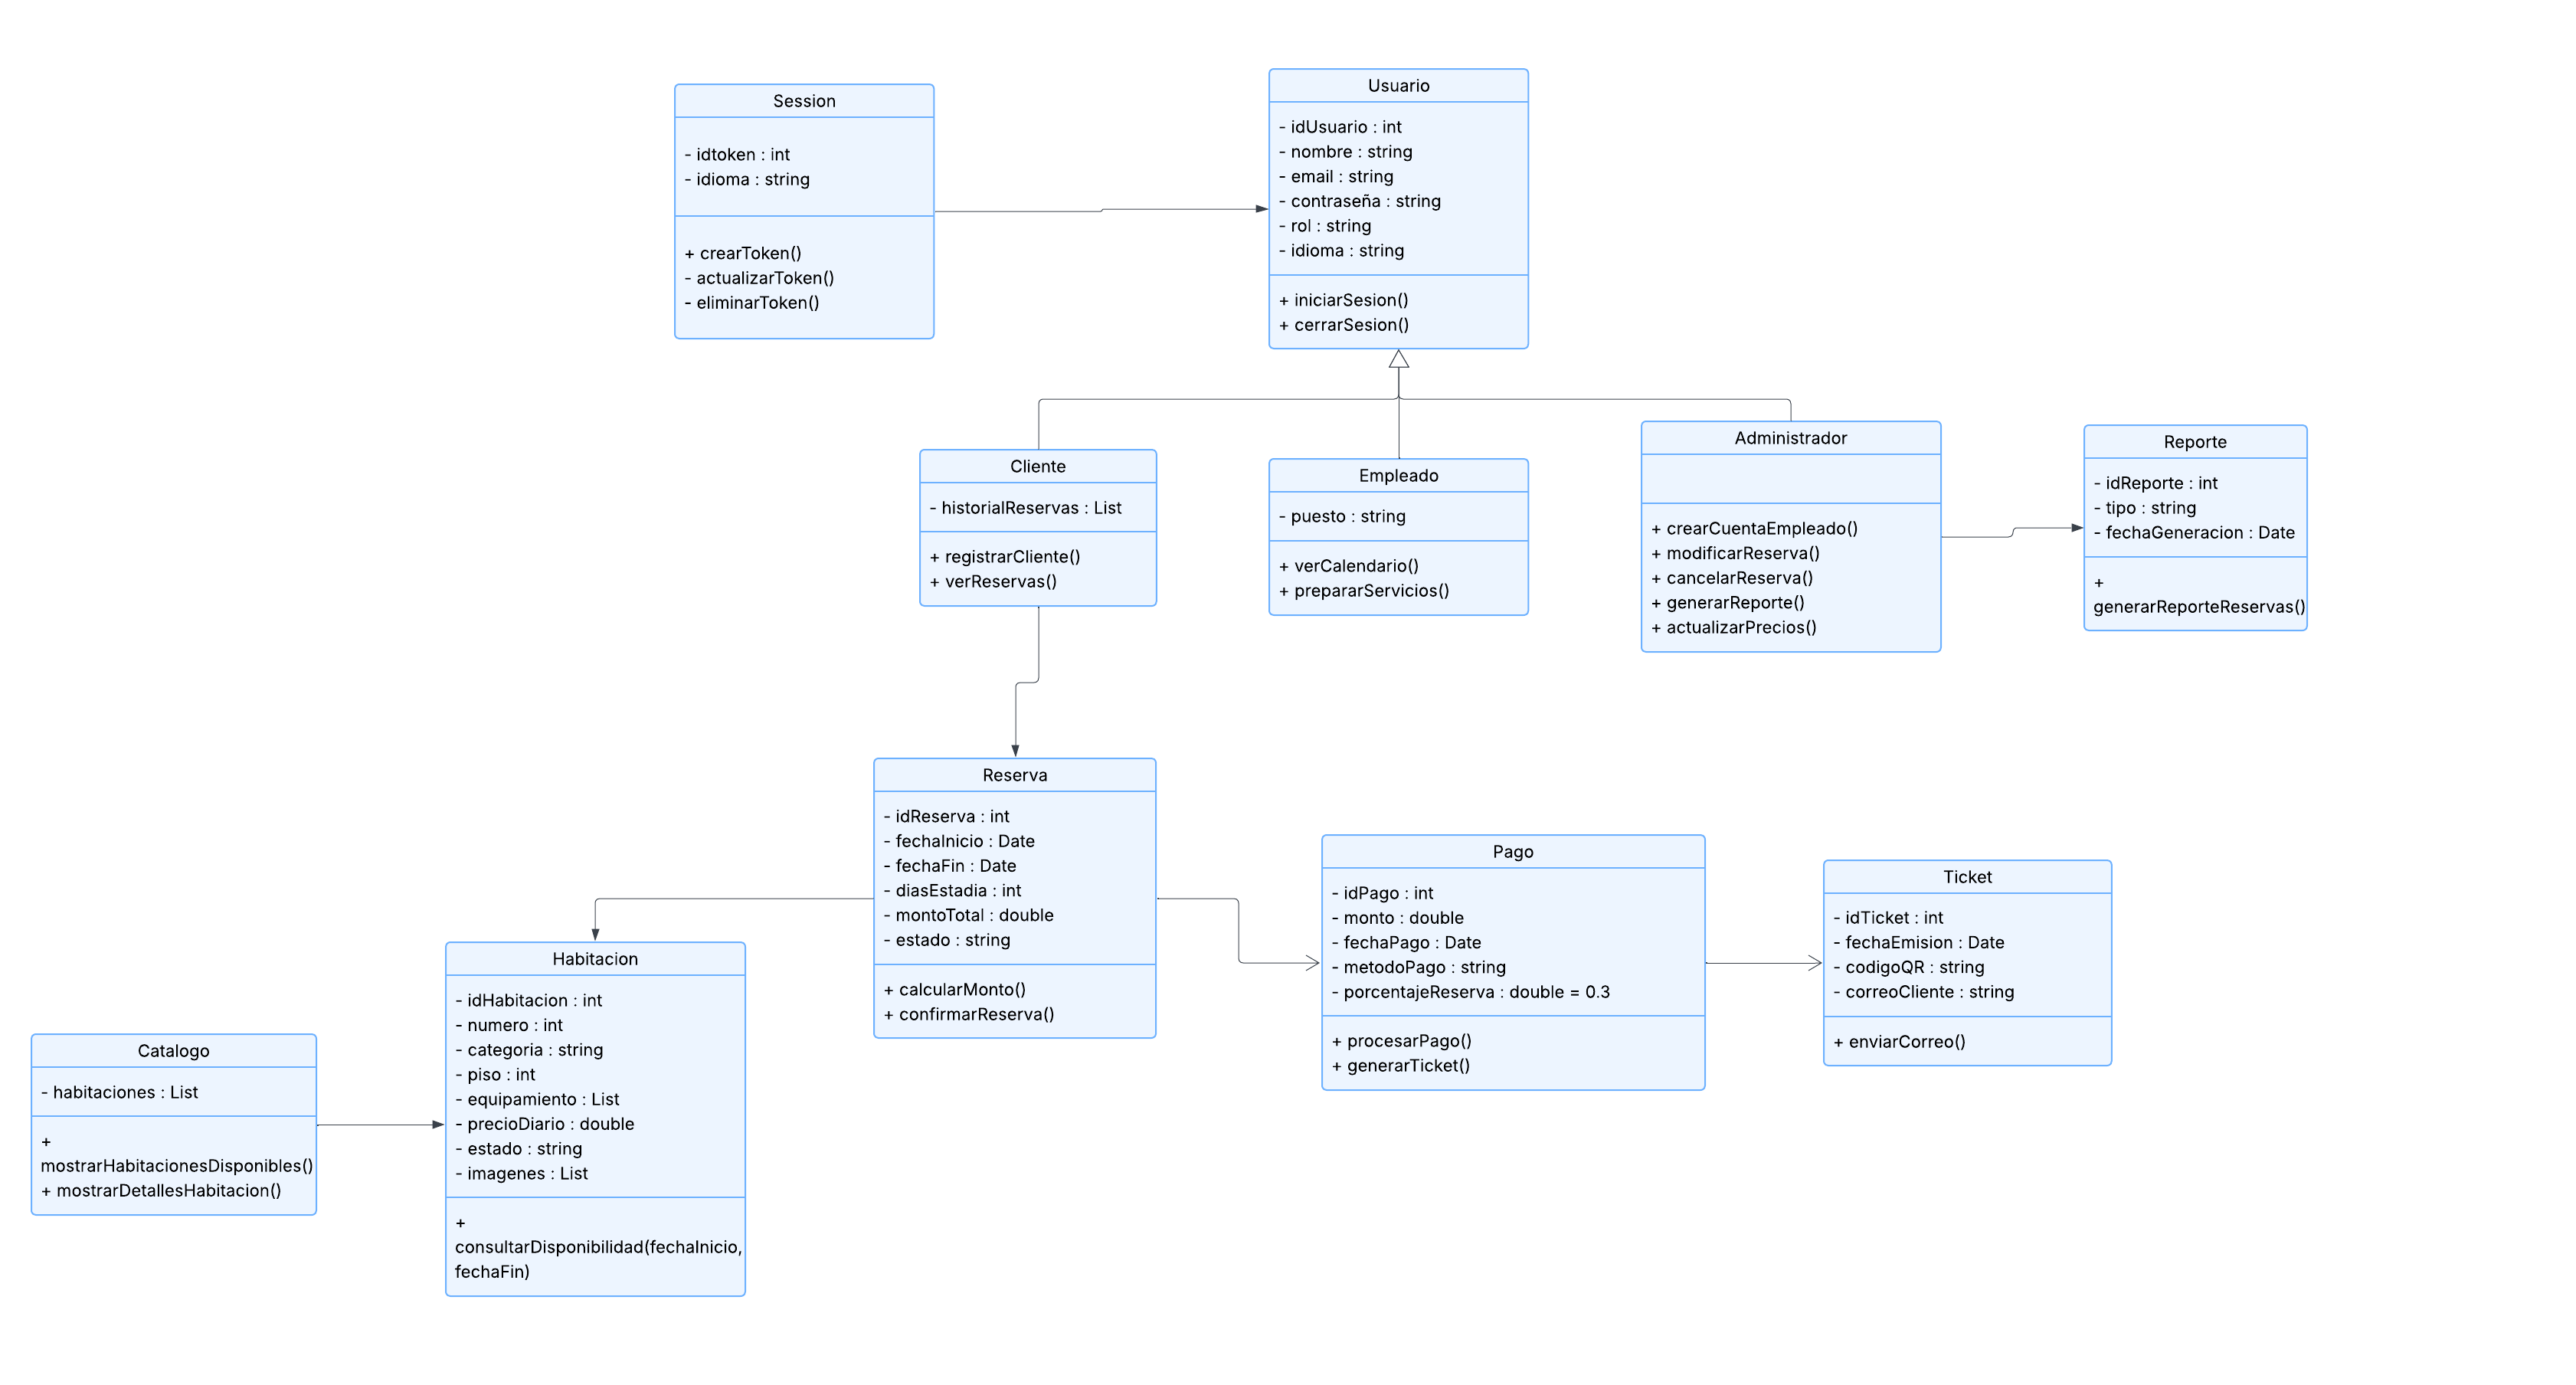 Session
- idtoken : int
- idioma : string
+ crearToken()
- actualizarToken()
- eliminarToken()
Usuario
- idUsuario : int
- nombre : string
- email : string
- contraseña : string
- rol : string
- idioma : string
+ iniciarSesion()
+ cerrarSesion()
Cliente
- historialReservas : List
+ registrarCliente()
+ verReservas()
Empleado
- puesto : string
+ verCalendario()
+ prepararServicios()
Administrador
+ crearCuentaEmpleado()
+ modificarReserva()
+ cancelarReserva()
+ generarReporte()
+ actualizarPrecios()
Reporte
- idReporte : int
- tipo : string
- fechaGeneracion : Date
+
generarReporteReservas()
Reserva
- idReserva : int
- fechaInicio : Date
- fechaFin : Date
- diasEstadia : int
- montoTotal : double
- estado : string
+ calcularMonto()
+ confirmarReserva()
Pago
- idPago : int
- monto : double
- fechaPago : Date
- metodoPago : string
- porcentajeReserva : double = 0.3
+ procesarPago()
+ generarTicket()
Ticket
- idTicket : int
- fechaEmision : Date
- codigoQR : string
- correoCliente : string
+ enviarCorreo()
Habitacion
- idHabitacion : int
- numero : int
- categoria : string
- piso : int
- equipamiento : List
- precioDiario : double
- estado : string
- imagenes : List
+
consultarDisponibilidad(fechaInicio,
fechaFin)
Catalogo
- habitaciones : List
+
mostrarHabitacionesDisponibles()
+ mostrarDetallesHabitacion()